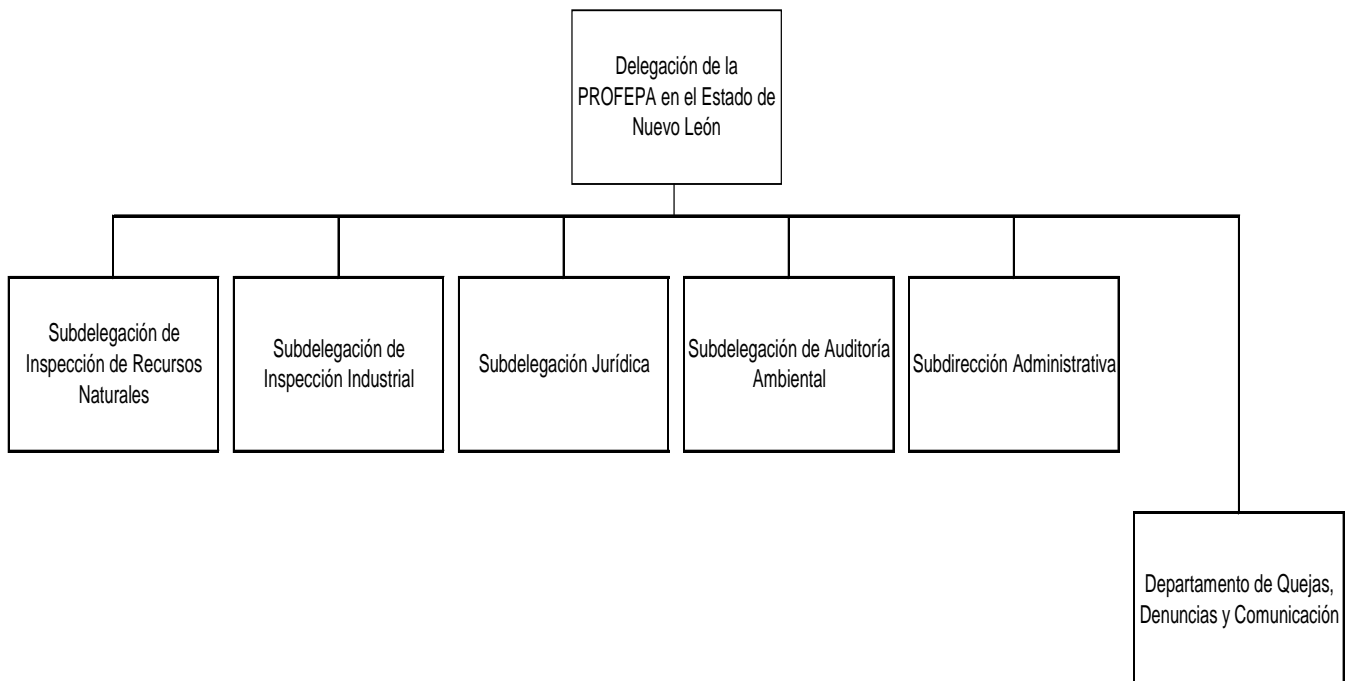 Delegación de la
PROFEPA en el Estado de
Nuevo León
Subdelegación de
Inspección de Recursos
Naturales
Subdelegación de
Inspección Industrial
Subdelegación Jurídica
Subdelegación de Auditoría
Ambiental
Subdirección Administrativa
Departamento de Quejas,
Denuncias y Comunicación